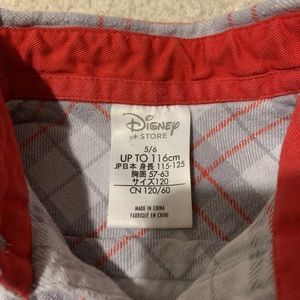 Disney
STORE
5/6
UP TO 116cm
JP日本 身長 115-125
胸囲 57-63
サイズ120
CN 120/60
MADE IN CHINA
FABRIQUÉ EN CHINE